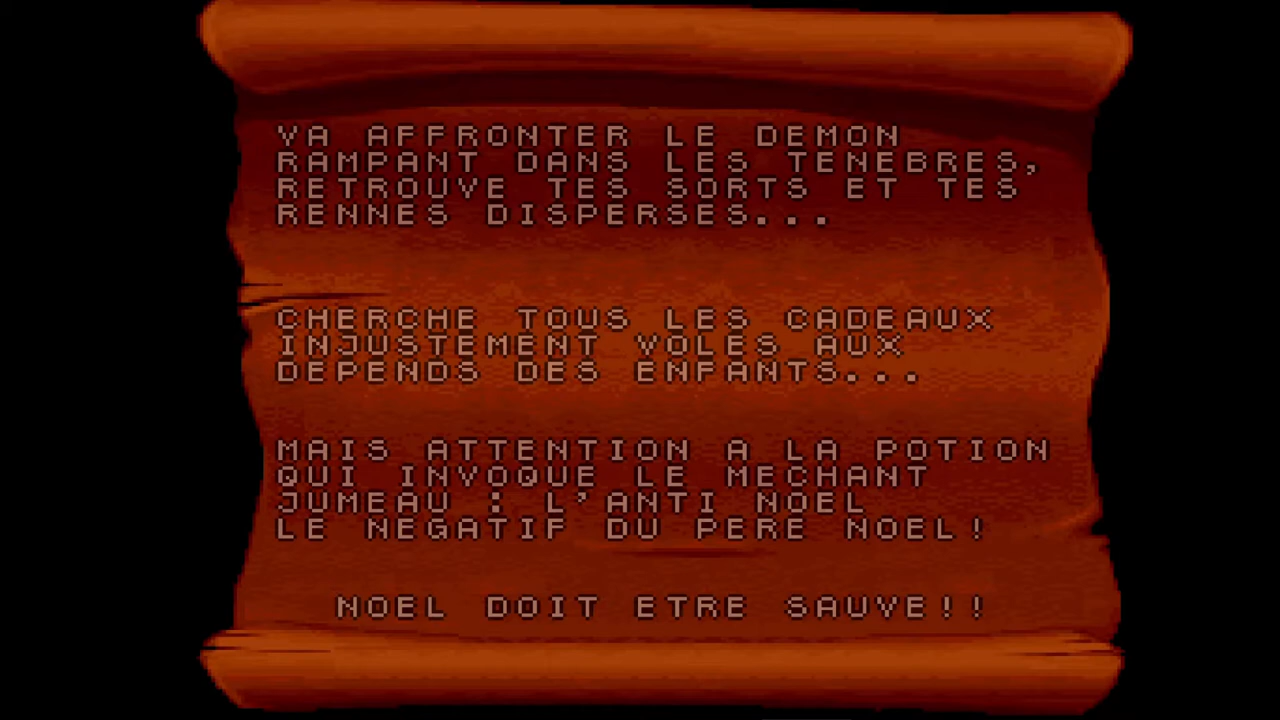 VA AFFRONTER LE DEMON
RAMPANT DANS LES TENEBRES,
RETROUVE TES SORTS ET TES
RENNES DISPERSES...
CHERCHE TOUS LES CADEAUX
INJUSTEMENT VOLES AUX
DEPENDS DES ENFANTS...
MAIS ATTENTION A LA POTION
QUI INVOQUE LE MECHANT
JUMEAU : L'ANTI NOEL
LE NEGATIF DU PERE NOEL!
NOEL DOIT ETRE SAUVE!!